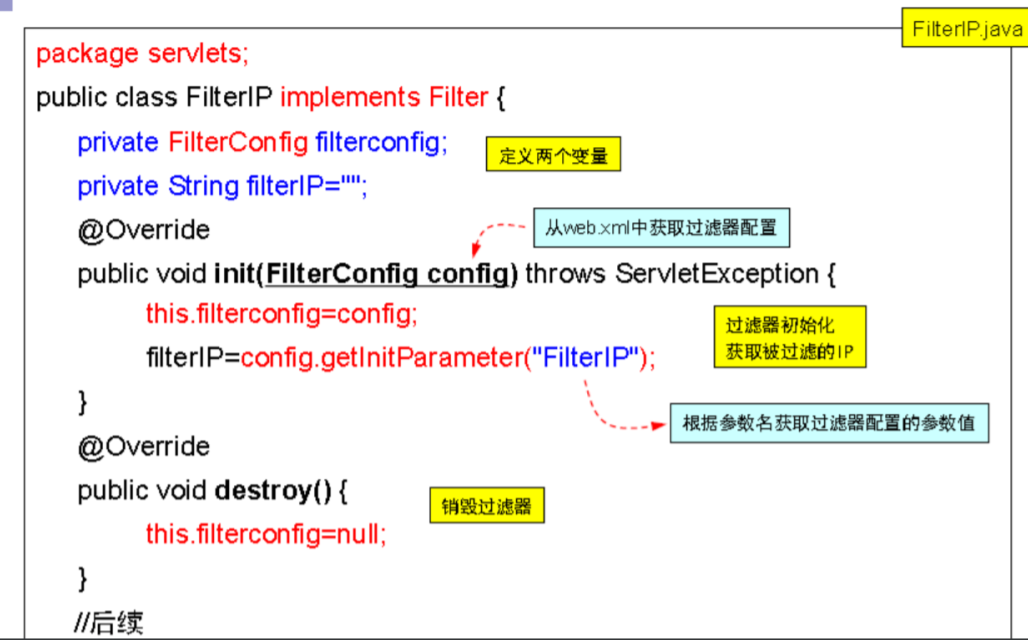 FilterIP.java
package servlets;
public class FilterIP implements Filter {
private FilterConfig filterconfig;
定义两个变量
private String filterIP="";
@Override
从web.xml中获取过滤器配置
public void init(FilterConfig config) throws ServletException {
this.filterconfig=config;
过滤器初始化
获取被过滤的IP
filterIP=config.getInitParameter("FilterIP");
}
根据参数名获取过滤器配置的参数值
@Override
public void destroy() {
销毁过滤器
this.filterconfig=null;
}
//后续